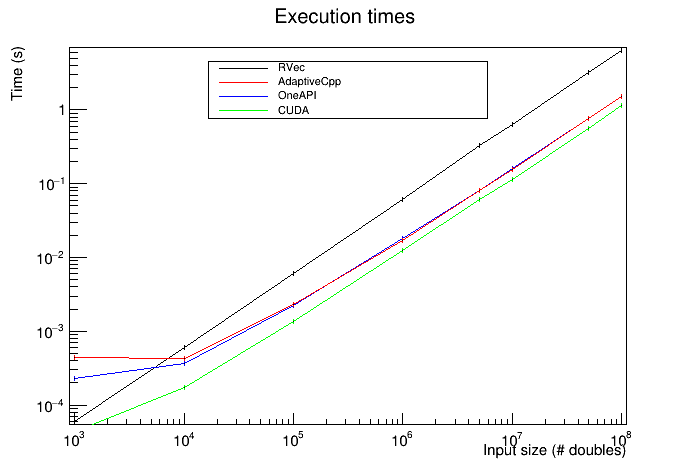 Execution times
Time (s)
RVec
AdaptiveCpp
OneAPI
CUDA
1
10⁻¹
10⁻²
10⁻³
10⁻⁴
10³ 10⁴ 10⁵ 10⁶ 10⁷ 10⁸
Input size (# doubles)